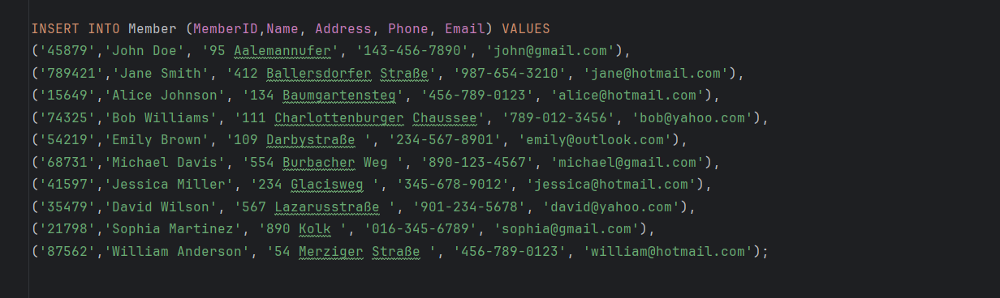 INSERT INTO Member (MemberID,Name, Address, Phone, Email) VALUES
('45879','John Doe', '95 Aalemannufer', '143-456-7890', 'john@gmail.com'),
('789421','Jane Smith', '412 Ballersdorfer Straße', '987-654-3210', 'jane@hotmail.com'),
('15649','Alice Johnson', '134 Baumgartensteg', '456-789-0123', 'alice@hotmail.com'),
('74325','Bob Williams', '111 Charlottenburger Chaussee', '789-012-3456', 'bob@yahoo.com'),
('54219','Emily Brown', '109 Darbystraße ', '234-567-8901', 'emily@outlook.com'),
('68731','Michael Davis', '554 Burbacher Weg ', '890-123-4567', 'michael@gmail.com'),
('41597','Jessica Miller', '234 Glacisweg ', '345-678-9012', 'jessica@hotmail.com'),
('35479','David Wilson', '567 Lazarusstraße ', '901-234-5678', 'david@yahoo.com'),
('21798','Sophia Martinez', '890 Kolk ', '016-345-6789', 'sophia@gmail.com'),
('87562','William Anderson', '54 Merziger Straße ', '456-789-0123', 'william@hotmail.com');